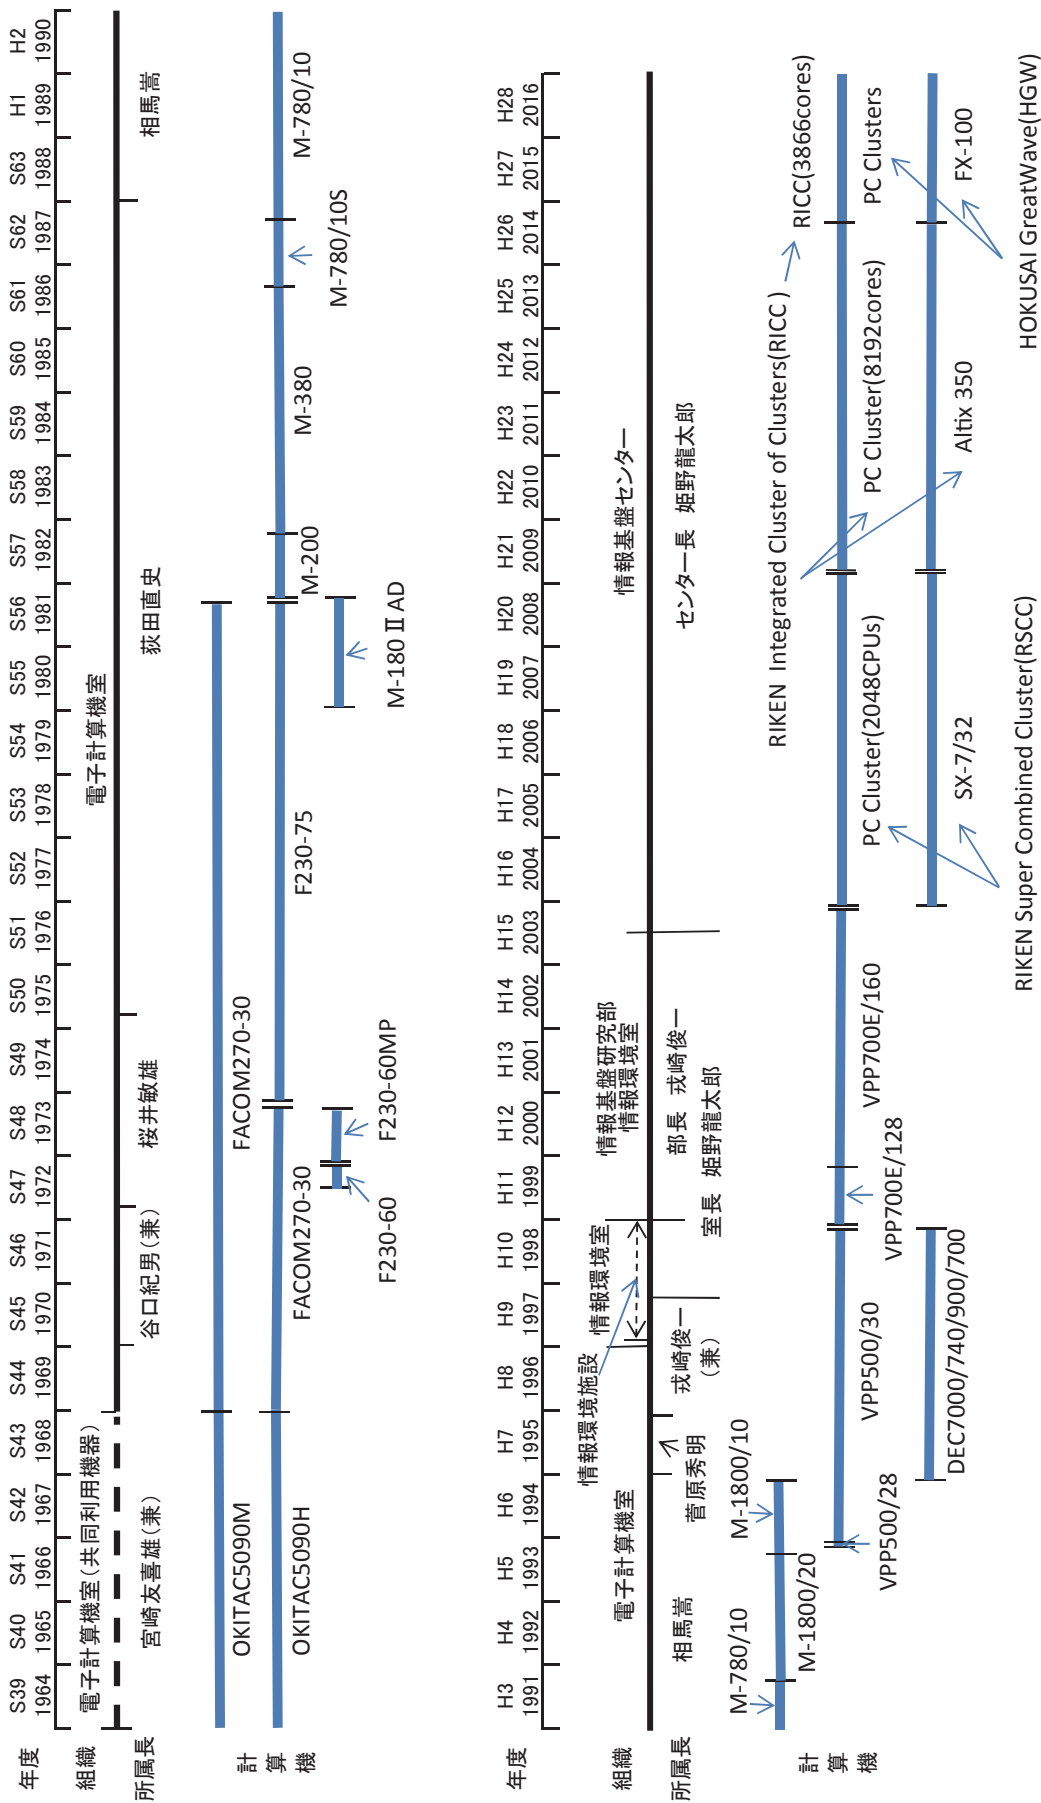 年度
S39 S40 S41 S42 S43 S44 S45 S46 S47 S48 S49 S50 S51 S52 S53 S54 S55 S56 S57 S58 S59 S60 S61 S62 S63 H1 H2
1964 1965 1966 1967 1968 1969 1970 1971 1972 1973 1974 1975 1976 1977 1978 1979 1980 1981 1982 1983 1984 1985 1986 1987 1988 1989 1990
組織
電子計算機室(共同利用機器)
電子計算機室
所属長
宮崎友喜雄(兼)
谷口紀男(兼)
桜井敏雄
荻田直史
相馬嵩
計算機
OKITAC5090M
FACOM270-30
OKITAC5090H
FACOM270-30
F230-75
M-200
M-380
M-780/10
F230-60
F230-60MP
M-180ⅡAD
M-780/10S
年度
H3 H4 H5 H6 H7 H8 H9 H10 H11 H12 H13 H14 H15 H16 H17 H18 H19 H20 H21 H22 H23 H24 H25 H26 H27 H28
1991 1992 1993 1994 1995 1996 1997 1998 1999 2000 2001 2002 2003 2004 2005 2006 2007 2008 2009 2010 2011 2012 2013 2014 2015 2016
組織
電子計算機室
情報環境施設
情報環境室
情報基盤研究部
情報環境室
情報基盤センター
所属長
相馬嵩
菅原秀明
戎崎俊一
(兼)
部長 戎崎俊一
室長 姫野龍太郎
センター長 姫野龍太郎
計算機
M-780/10
M-1800/20
M-1800/10
RIKEN Integrated Cluster of Clusters(RICC )
RICC(3866cores)
VPP500/28
VPP500/30
VPP700E/128
VPP700E/160
PC Cluster(2048CPUs)
PC Cluster(8192cores)
PC Clusters
DEC7000/740/900/700
SX-7/32
Altix 350
FX-100
RIKEN Super Combined Cluster(RSCC)
HOKUSAI GreatWave(HGW)